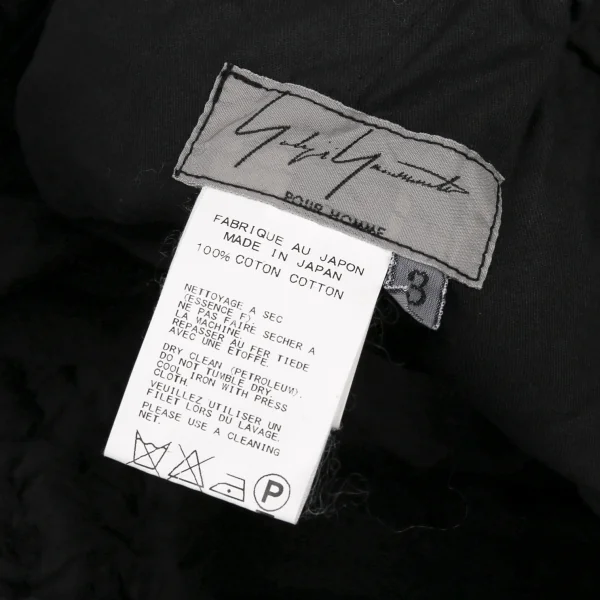 Yohji Yamamoto
POUR HOMME
3
FABRIQUE AU JAPON
MADE IN JAPAN
100% COTON COTTON
NETTOYAGE A SEC
(ESSENCE F)
NE PAS FAIRE SECHER A
LA MACHINE.
REPASSER AU FER TIEDE
AVEC UNE ETOFFE.
DRY CLEAN (PETROLEUM).
DO NOT TUMBLE DRY.
COOL IRON WITH PRESS
CLOTH.
VEUILLEZ UTILISER UN
FILET LORS DU LAVAGE.
PLEASE USE A CLEANING
NET.
P